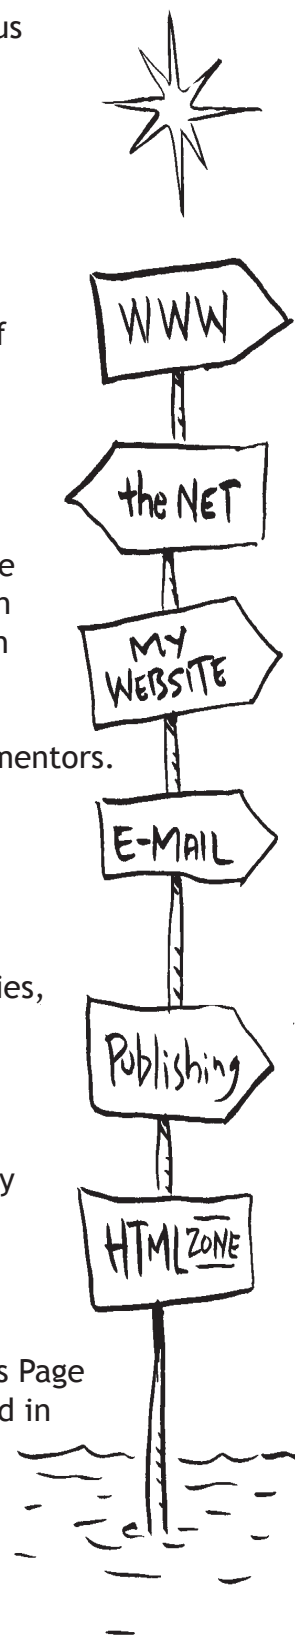 us
WWW
f
the NET
e
n
n
MY
WEBSITE
mentors.
E-MAIL
ies,
Publishing
y
HTML ZONE
s Page
d in